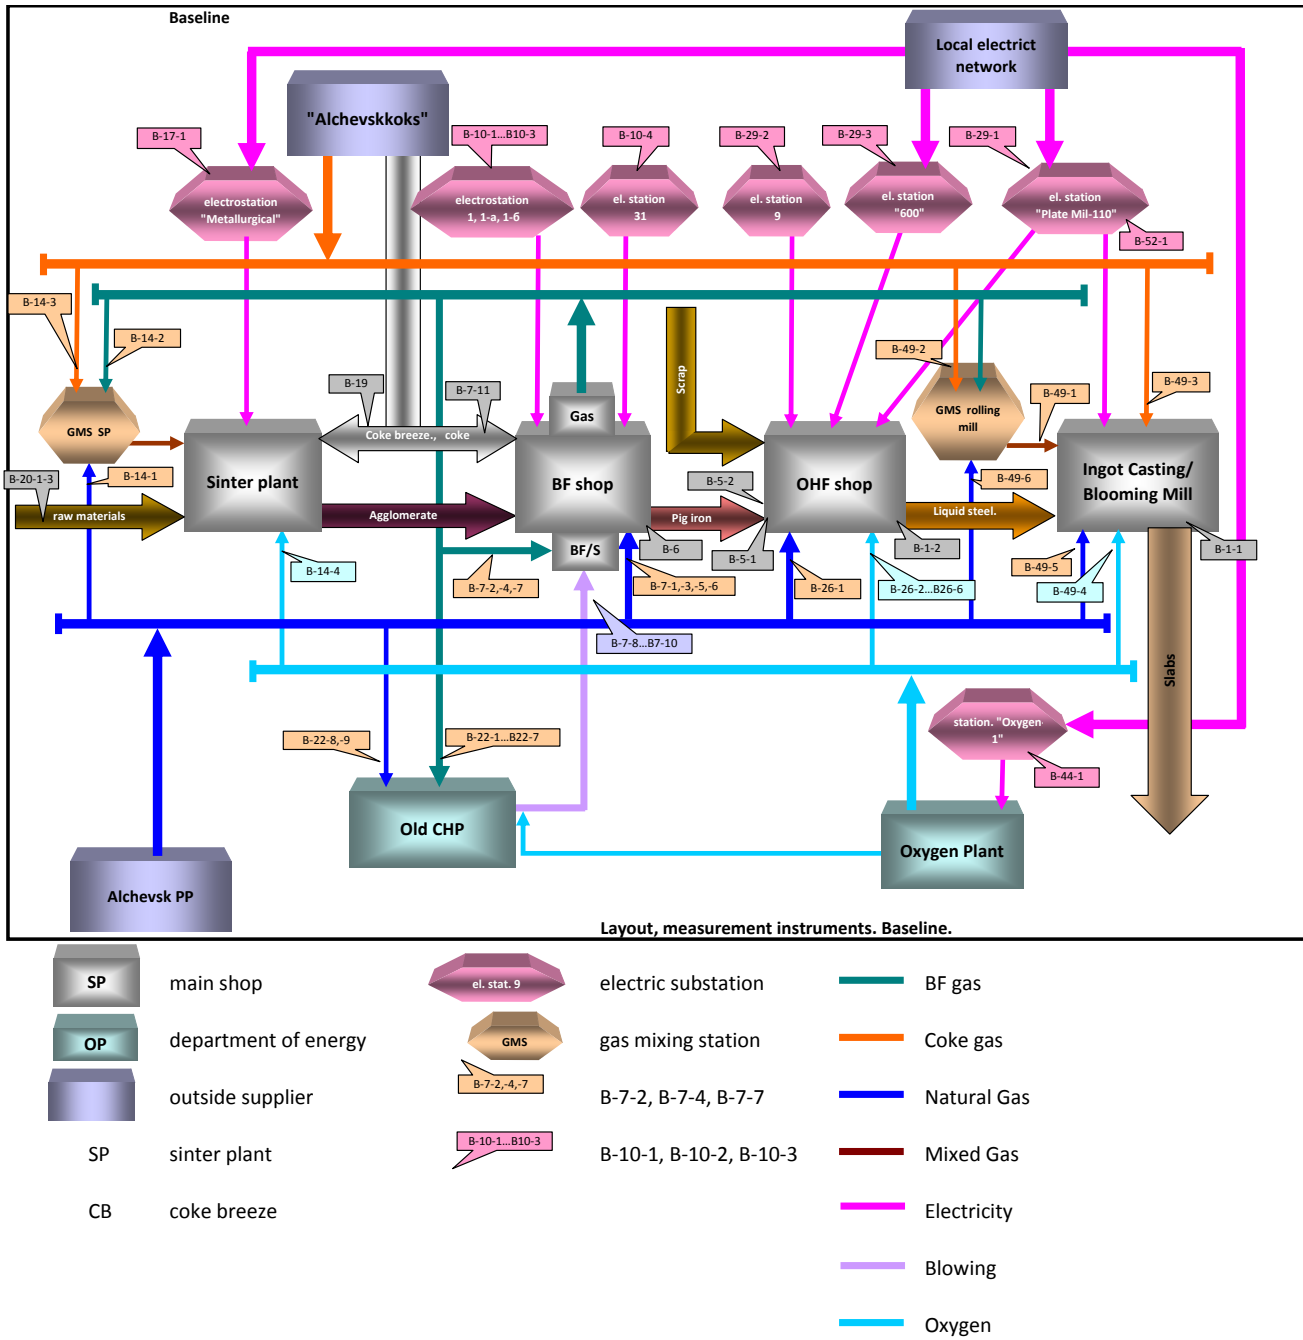 Baseline
Local electrict
network
"Alchevskkoks"
B-17-1
B-10-1...B10-3
B-10-4
B-29-2
B-29-3
B-29-1
electrostation
"Metallurgical"
electrostation
1, 1-a, 1-б
el. station
31
el. station
9
el. station
"600"
el. station
"Plate Mil-110"
B-52-1
B-14-3
B-14-2
B-49-2
B-19
B-7-11
Scrap
B-49-3
B-49-1
GMS SP
Gas
GMS rolling
mill
Coke breeze., coke
B-20-1-3
B-14-1
Sinter plant
BF shop
B-5-2
OHF shop
B-49-6
Ingot Casting/
Blooming Mill
raw materials
Agglomerate
Pig iron
Liquid steel.
B-14-4
BF/S
B-6
B-5-1
B-1-2
B-1-1
B-7-2,-4,-7
B-7-1,-3,-5,-6
B-26-1
B-26-2...B26-6
B-49-5
B-49-4
B-7-8...B7-10
Slabs
B-22-8,-9
B-22-1...B22-7
station. "Oxygen-
1"
B-44-1
Old CHP
Oxygen Plant
Alchevsk PP
Layout, measurement instruments. Baseline.
SP
main shop
el. stat. 9
electric substation
BF gas
OP
department of energy
GMS
gas mixing station
Coke gas
outside supplier
B-7-2,-4,-7
B-7-2, B-7-4, B-7-7
Natural Gas
SP
sinter plant
B-10-1...B10-3
B-10-1, B-10-2, B-10-3
Mixed Gas
CB
coke breeze
Electricity
Blowing
Oxygen